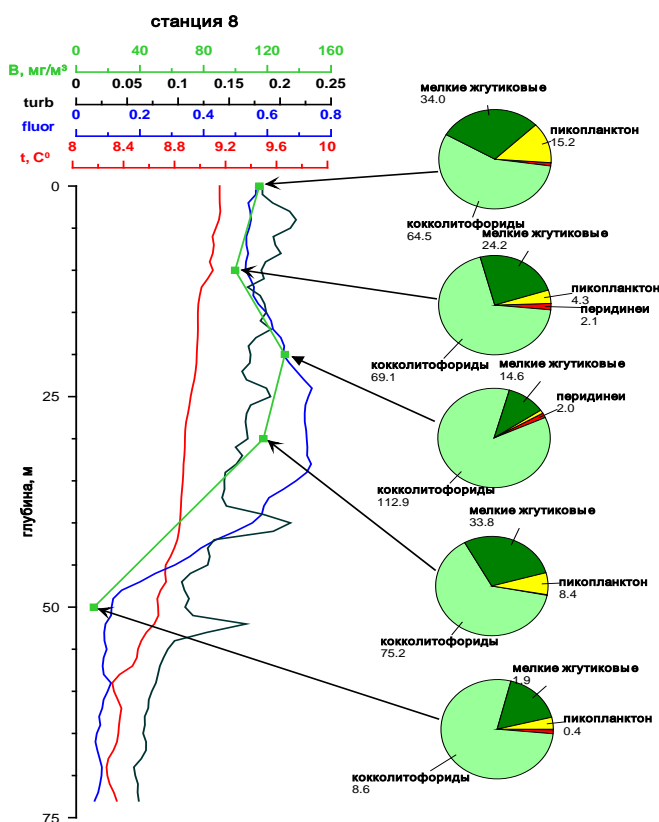 станция 8
0 40 80 120 160
В, мг/м³
0 0.05 0.1 0.15 0.2 0.25
turb
0 0.2 0.4 0.6 0.8
fluor
8 8.4 8.8 9.2 9.6 10
t, C⁰
0
25
50
75
глубина, м
мелкие жгутиковые
34.0
пикопланктон
15.2
кокколитофориды
64.5
мелкие жгутиковые
24.2
пикопланктон
4.3
перидинеи
2.1
кокколитофориды
69.1
мелкие жгутиковые
14.6
перидинеи
2.0
кокколитофориды
112.9
мелкие жгутиковые
33.8
пикопланктон
8.4
кокколитофориды
75.2
мелкие жгутиковые
1.9
пикопланктон
0.4
кокколитофориды
8.6